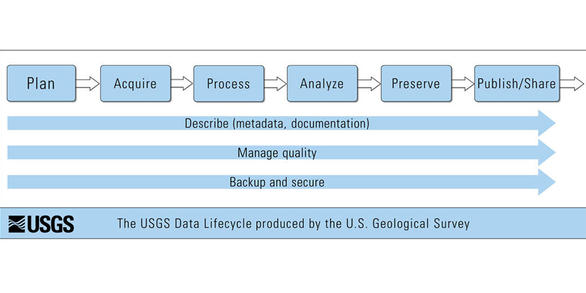 Plan Acquire Process Analyze Preserve Publish/Share
Describe (metadata, documentation)
Manage quality
Backup and secure
USGS The USGS Data Lifecycle produced by the U.S. Geological Survey